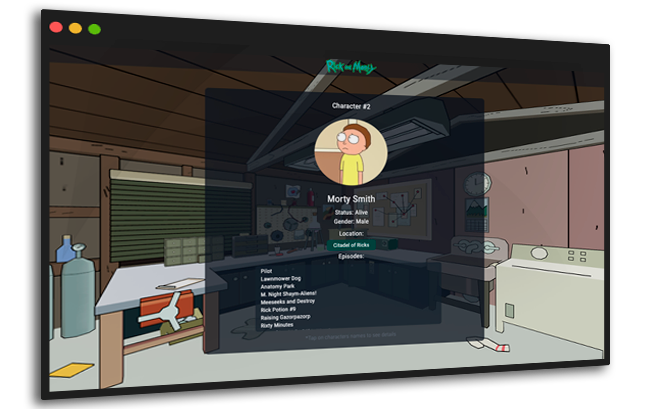 Rick and Morty
Character #2
Morty Smith
Status: Alive
Gender: Male
Location:
Citadel of Ricks
Episodes:
Pilot
Lawnmower Dog
Anatomy Park
M. Night Shaym-Aliens!
Meeseeks and Destroy
Rick Potion #9
Raising Gazorpazorp
Rixty Minutes